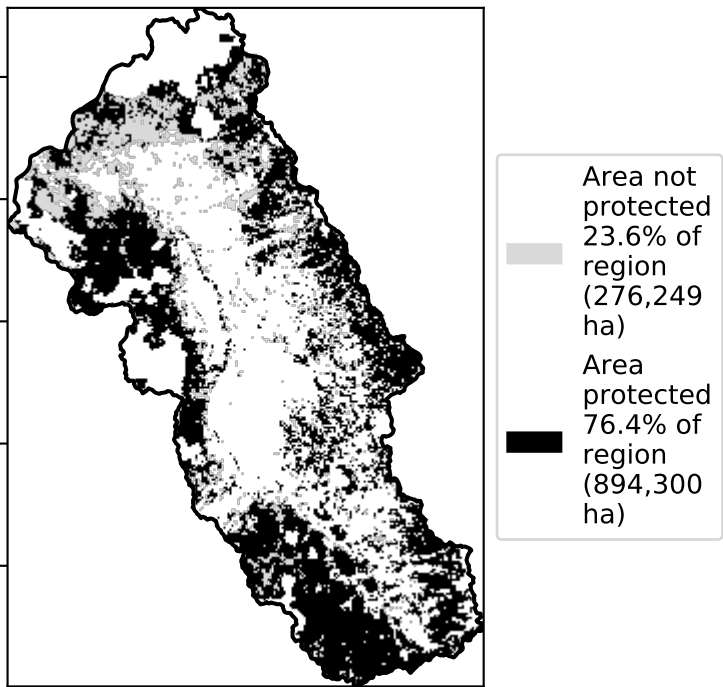 Area not
protected
23.6% of
region
(276,249
ha)
Area
protected
76.4% of
region
(894,300
ha)